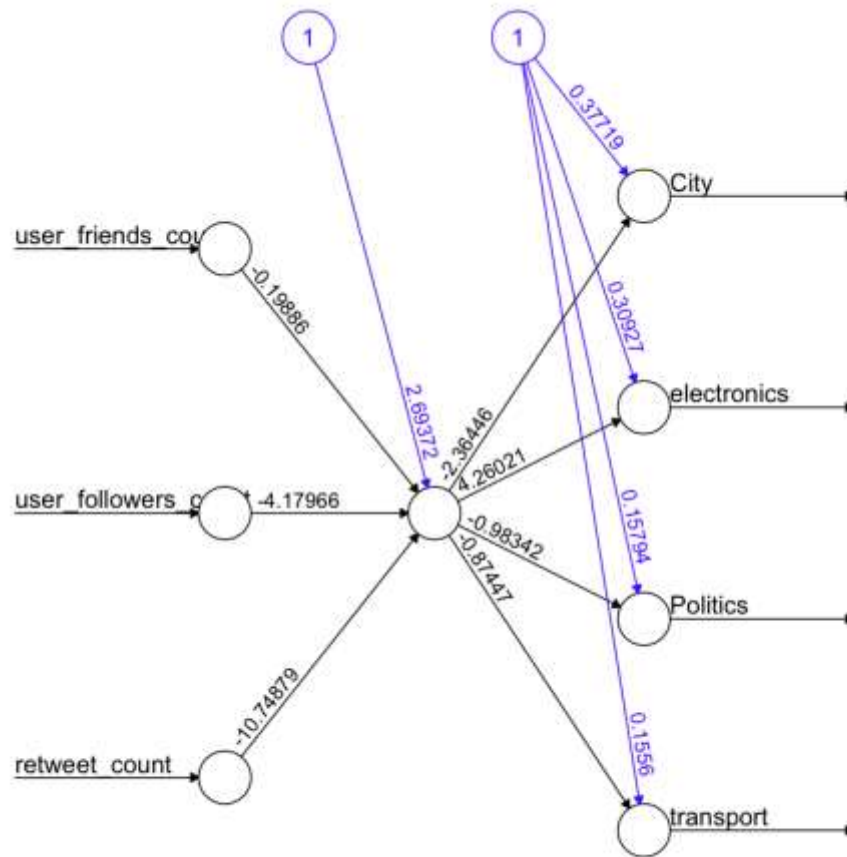 1
1
0.37719
City
user_friends_cou
-0.19886
0.30927
2.69372
electronics
-2.36446
4.26021
user_followers_c t
-4.17966
-0.98342
-0.87447
0.15794
Politics
-10.74879
retweet_count
0.1556
transport